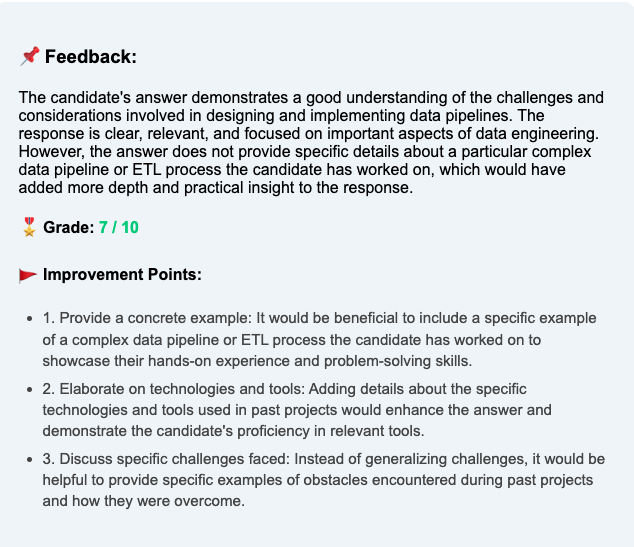 📌 Feedback:
The candidate's answer demonstrates a good understanding of the challenges and
considerations involved in designing and implementing data pipelines. The
response is clear, relevant, and focused on important aspects of data engineering.
However, the answer does not provide specific details about a particular complex
data pipeline or ETL process the candidate has worked on, which would have
added more depth and practical insight to the response.
🎖️ Grade: 7 / 10
🚩 Improvement Points:
• 1. Provide a concrete example: It would be beneficial to include a specific example
of a complex data pipeline or ETL process the candidate has worked on to
showcase their hands-on experience and problem-solving skills.
• 2. Elaborate on technologies and tools: Adding details about the specific
technologies and tools used in past projects would enhance the answer and
demonstrate the candidate's proficiency in relevant tools.
• 3. Discuss specific challenges faced: Instead of generalizing challenges, it would be
helpful to provide specific examples of obstacles encountered during past projects
and how they were overcome.